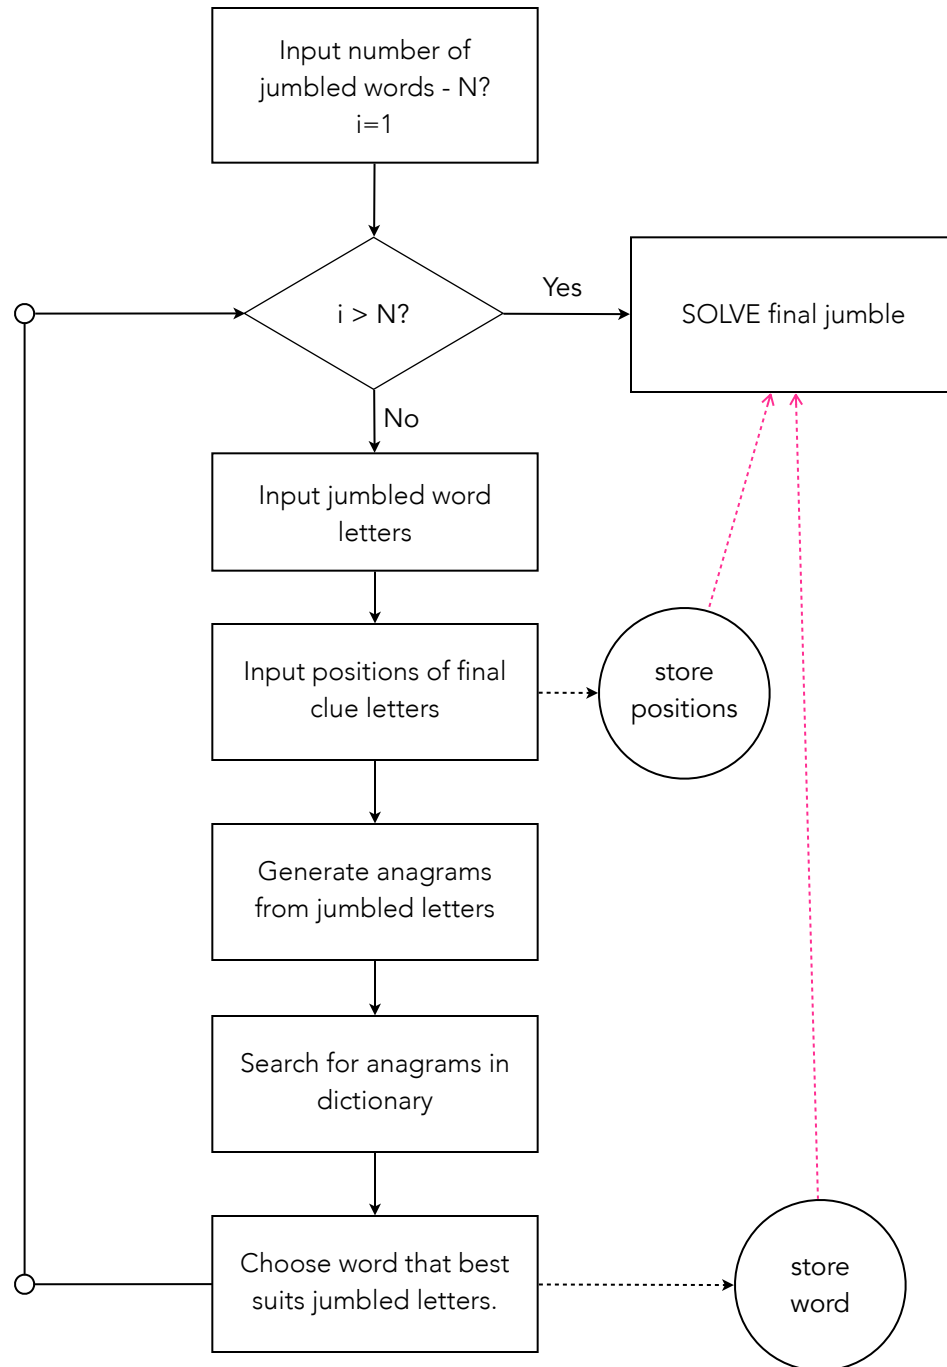 Input number of
jumbled words - N?
i=1
i > N?
Yes
SOLVE final jumble
No
Input jumbled word
letters
Input positions of final
clue letters
store
positions
Generate anagrams
from jumbled letters
Search for anagrams in
dictionary
Choose word that best
suits jumbled letters.
store
word